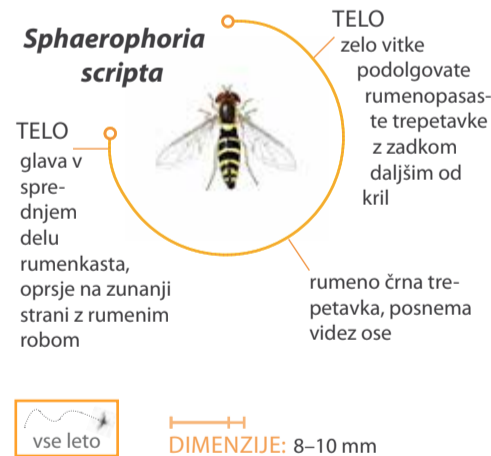 Sphaerophoria
scripta
TELO
zelo vitke
podolgovate
rumenopasas-
te trepetavke
z zadkom
daljšim od
kril
TELO
glava v
spre-
dnjem
delu
rumenkasta,
oprsje na zunanji
strani z rumenim
robom
rumeno črna tre-
petavka, posnema
videz ose
vse leto
DIMENZIJE: 8–10 mm